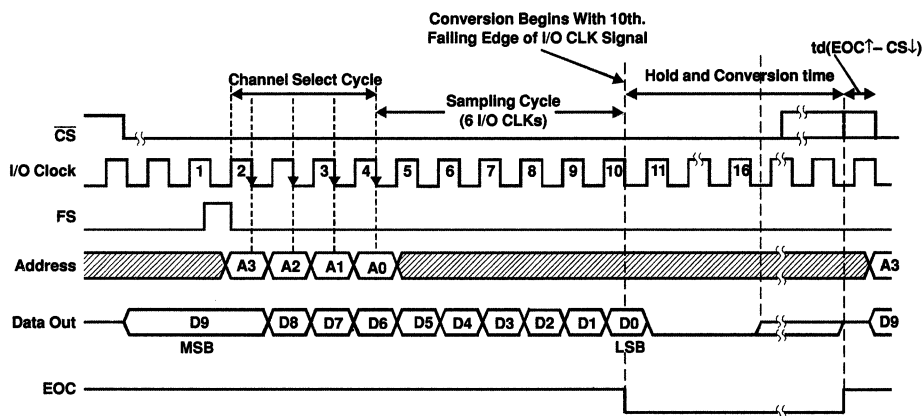 Conversion Begins With 10th.
Falling Edge of I/O CLK Signal
td(EOC↑– CS↓)
Channel Select Cycle
Hold and Conversion time
Sampling Cycle
(6 I/O CLKs)
CS
I/O Clock 1 2 3 4 5 6 7 8 9 10 11 16
FS
Address A3 A2 A1 A0 A3
Data Out D9 D8 D7 D6 D5 D4 D3 D2 D1 D0 D9
MSB LSB
EOC